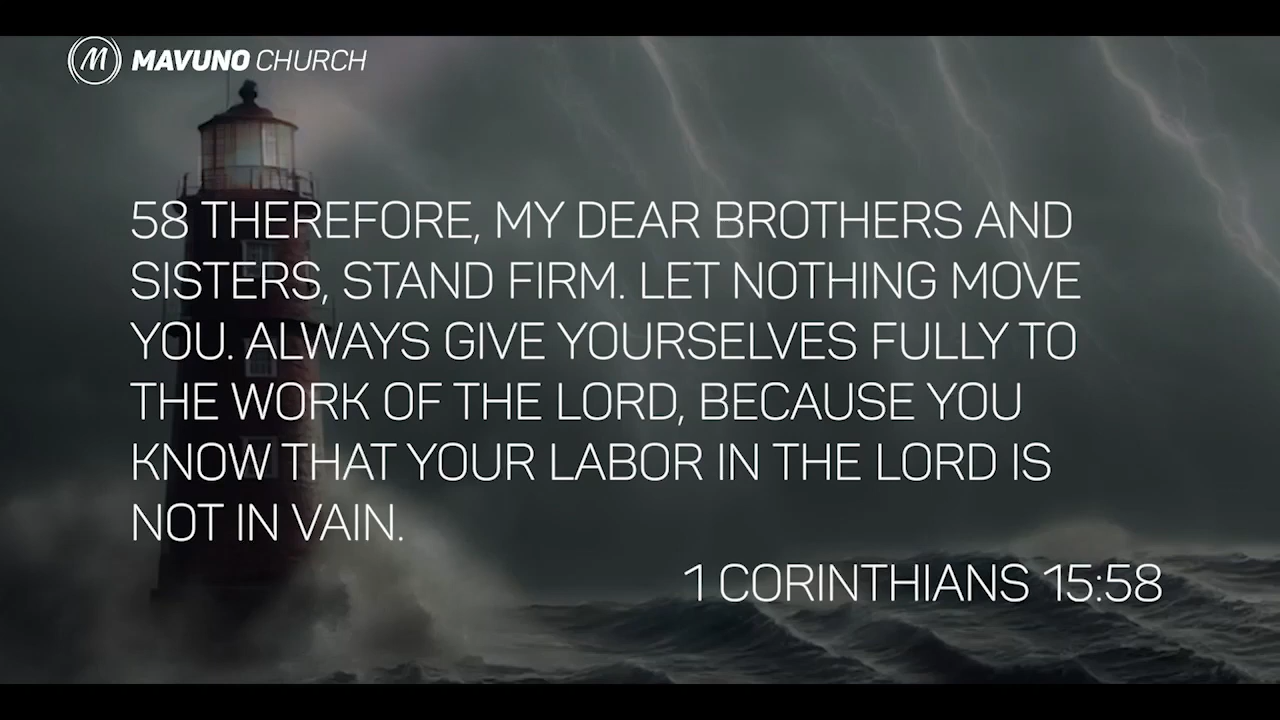 MAVUNO CHURCH
58 THEREFORE, MY DEAR BROTHERS AND
SISTERS, STAND FIRM. LET NOTHING MOVE
YOU. ALWAYS GIVE YOURSELVES FULLY TO
THE WORK OF THE LORD, BECAUSE YOU
KNOW THAT YOUR LABOR IN THE LORD IS
NOT IN VAIN.
1 CORINTHIANS 15:58